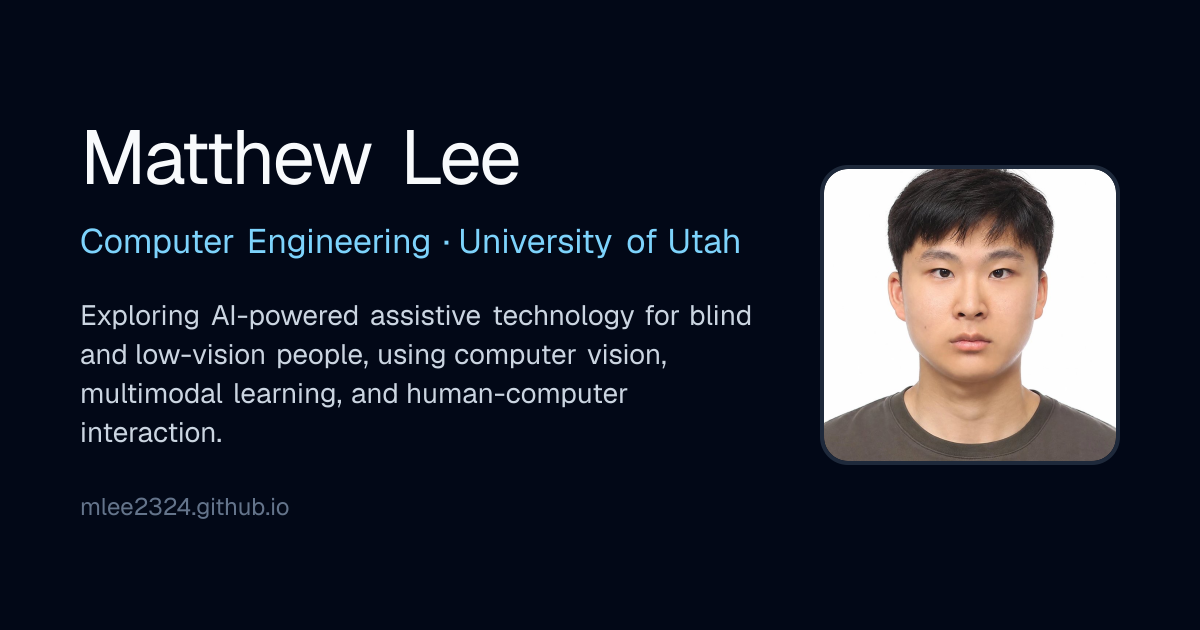 Matthew Lee
Computer Engineering · University of Utah
Exploring AI-powered assistive technology for blind
and low-vision people, using computer vision,
multimodal learning, and human-computer
interaction.
mlee2324.github.io